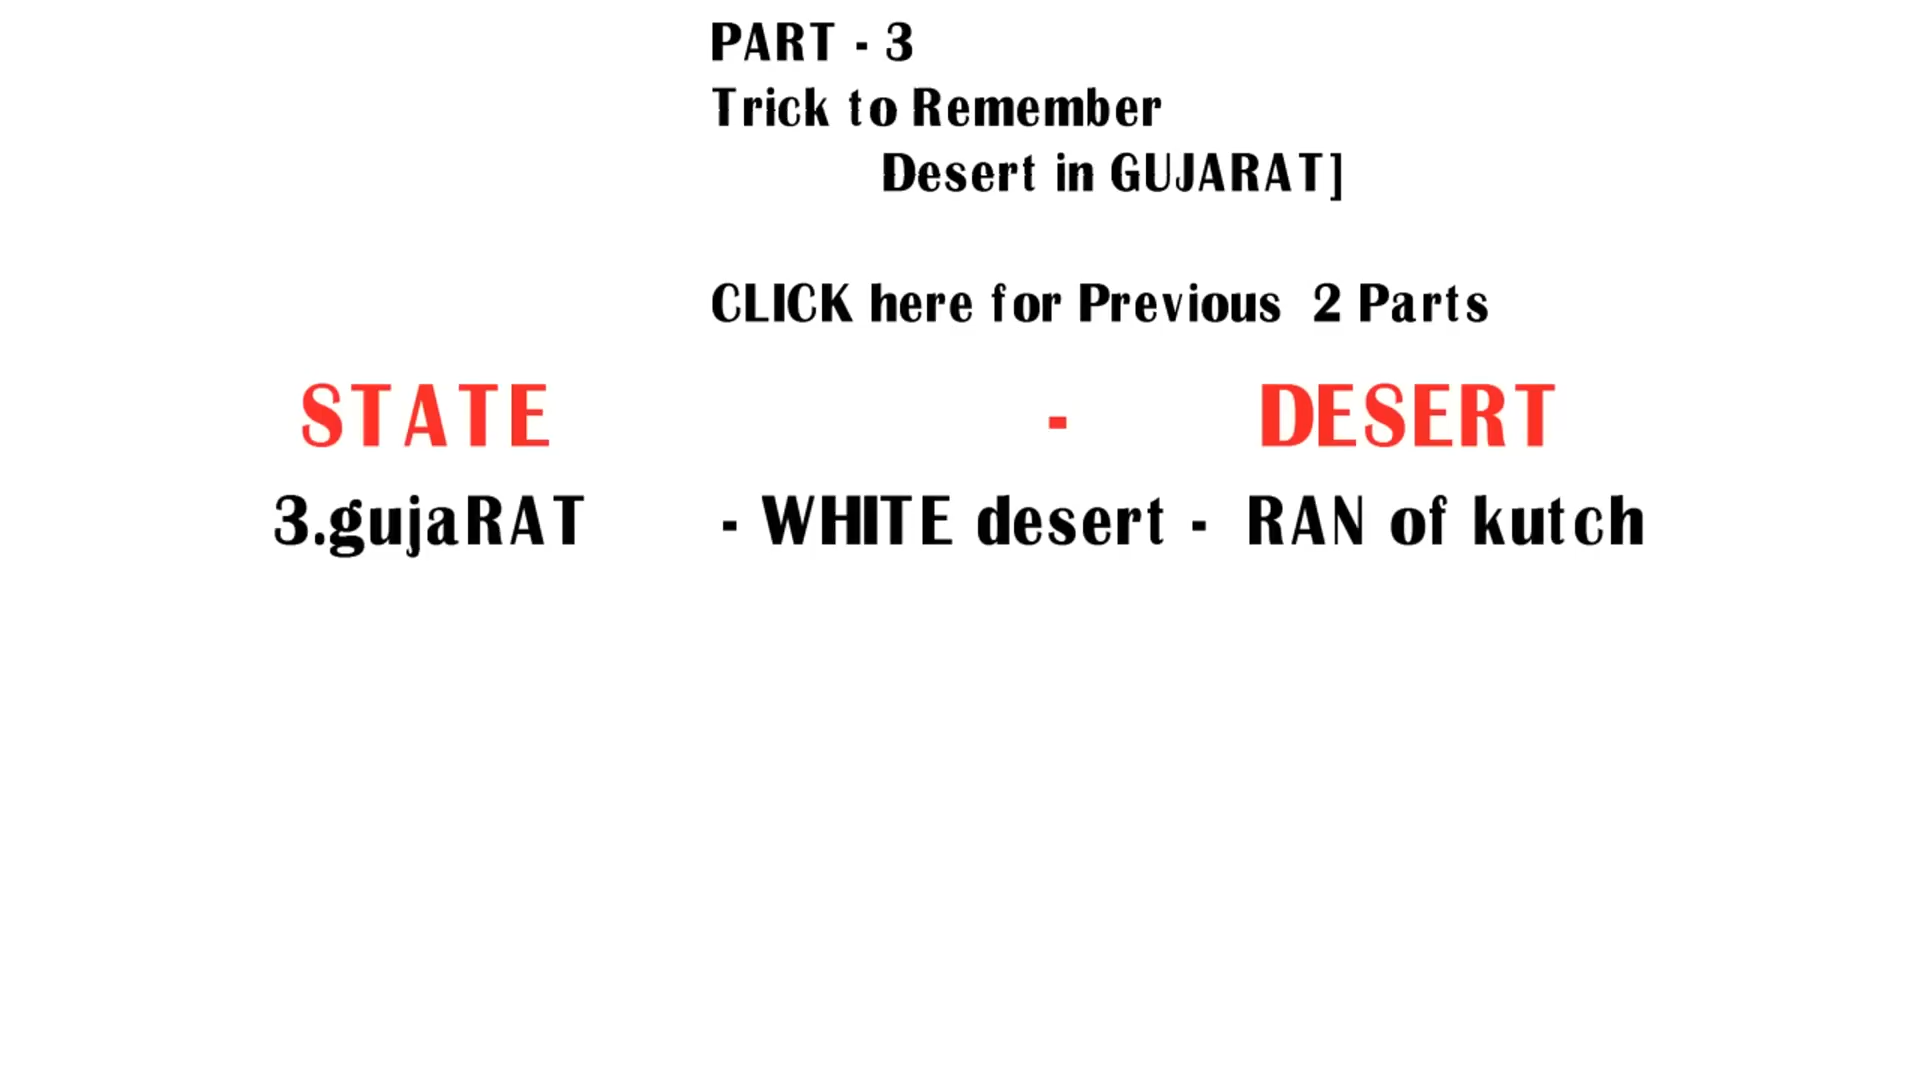 PART - 3
Trick to Remember
Desert in GUJARAT]
CLICK here for Previous 2 Parts
STATE - DESERT
3.gujaRAT - WHITE desert - RAN of kutch